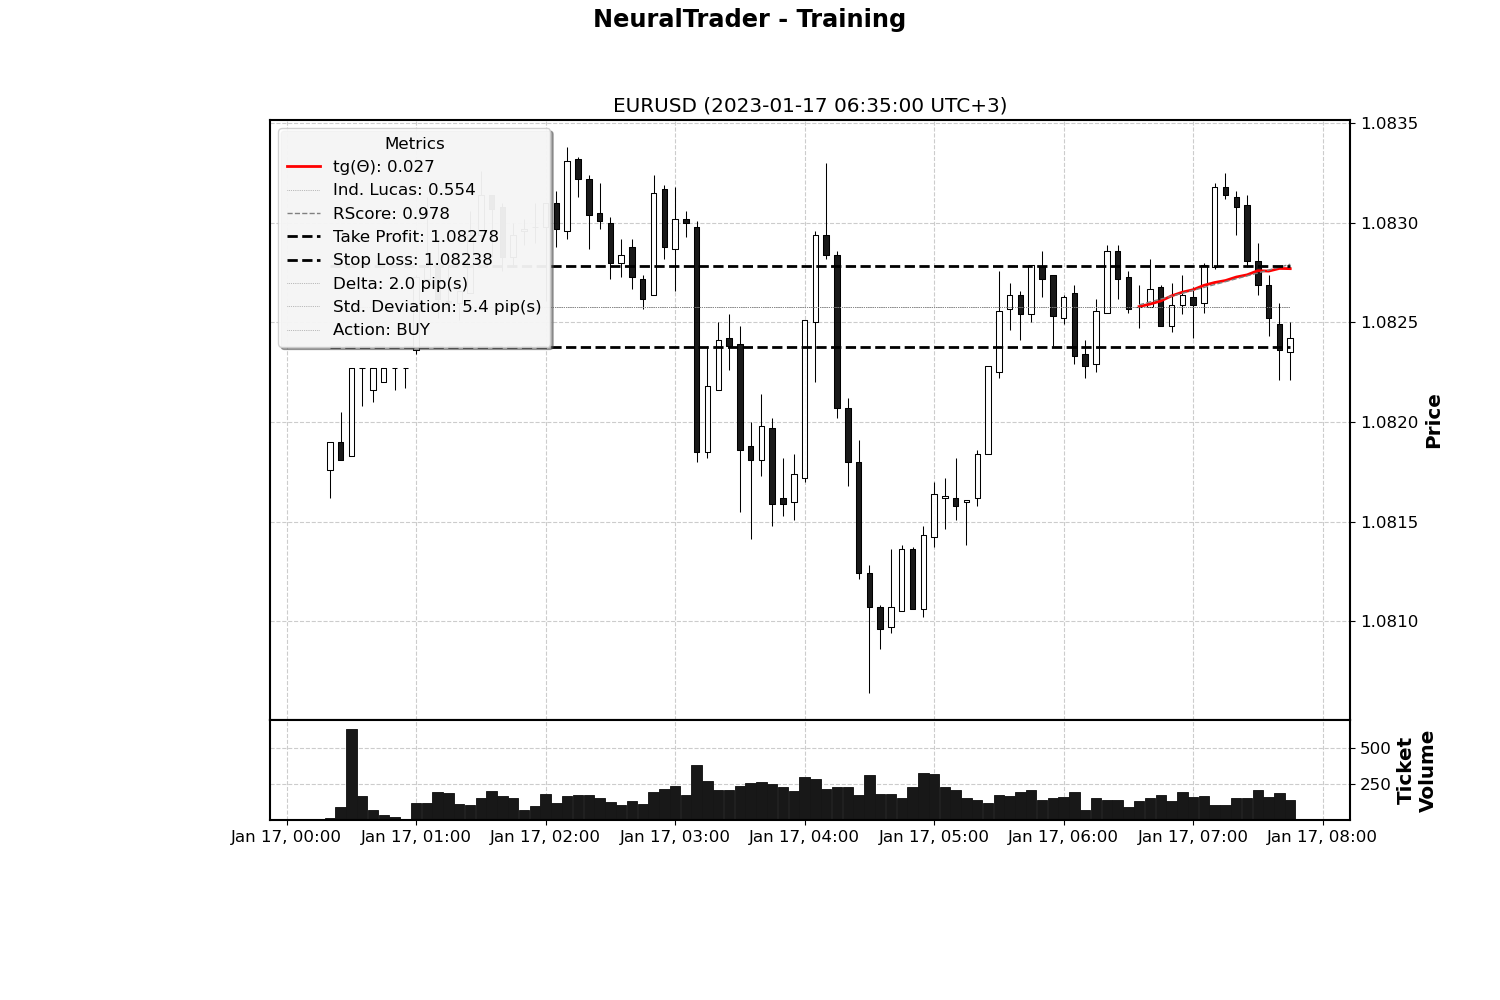 NeuralTrader - Training
EURUSD (2023-01-17 06:35:00 UTC+3)
Metrics
tg(Θ): 0.027
Ind. Lucas: 0.554
RScore: 0.978
Take Profit: 1.08278
Stop Loss: 1.08238
Delta: 2.0 pip(s)
Std. Deviation: 5.4 pip(s)
Action: BUY
1.0835
1.0830
1.0825
1.0820
1.0815
1.0810
Price
500
250
Ticket
Volume
Jan 17, 00:00 Jan 17, 01:00 Jan 17, 02:00 Jan 17, 03:00 Jan 17, 04:00 Jan 17, 05:00 Jan 17, 06:00 Jan 17, 07:00 Jan 17, 08:00